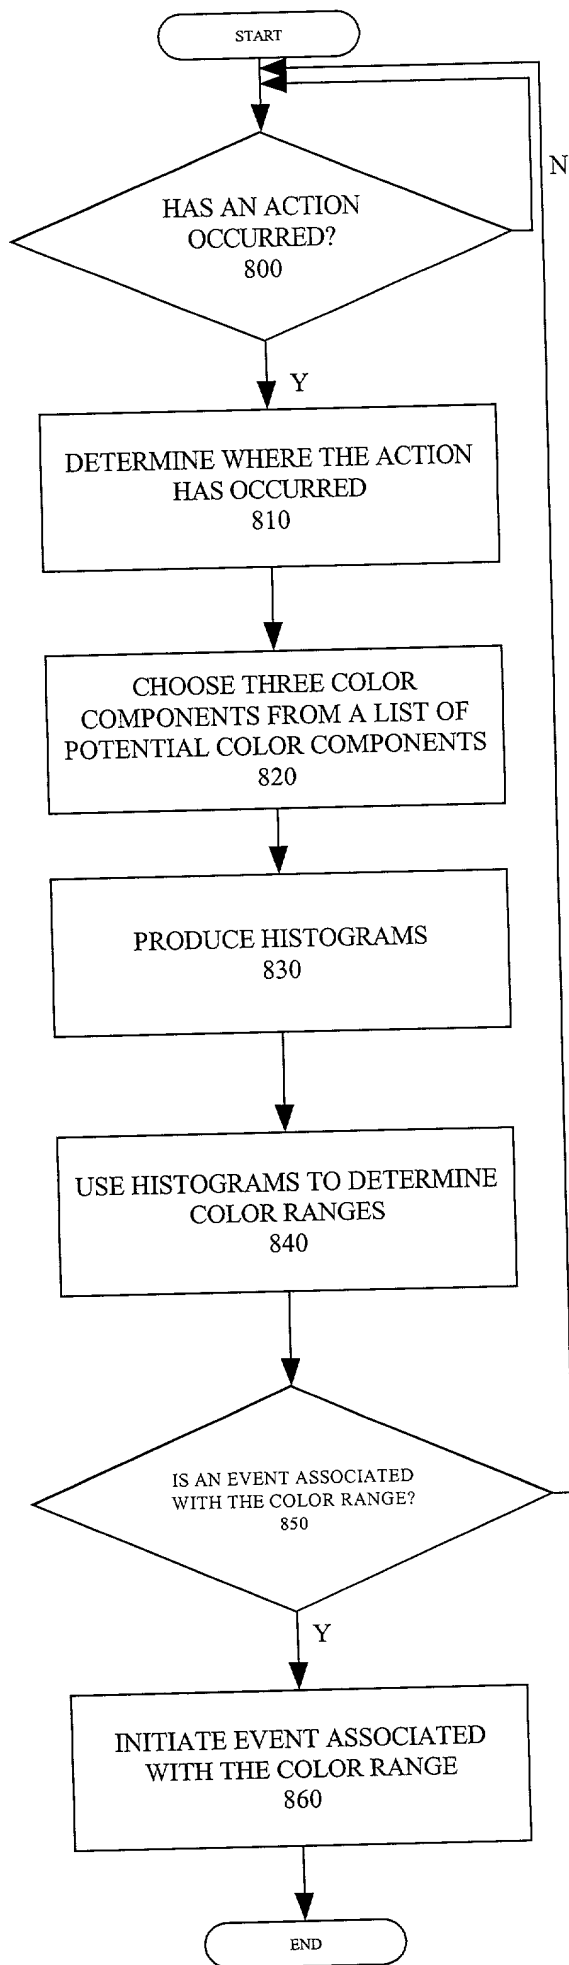 START
N
HAS AN ACTION
OCCURRED?
800
Y
DETERMINE WHERE THE ACTION
HAS OCCURRED
810
CHOOSE THREE COLOR
COMPONENTS FROM A LIST OF
POTENTIAL COLOR COMPONENTS
820
PRODUCE HISTOGRAMS
830
USE HISTOGRAMS TO DETERMINE
COLOR RANGES
840
IS AN EVENT ASSOCIATED
WITH THE COLOR RANGE?
850
Y
INITIATE EVENT ASSOCIATED
WITH THE COLOR RANGE
860
END